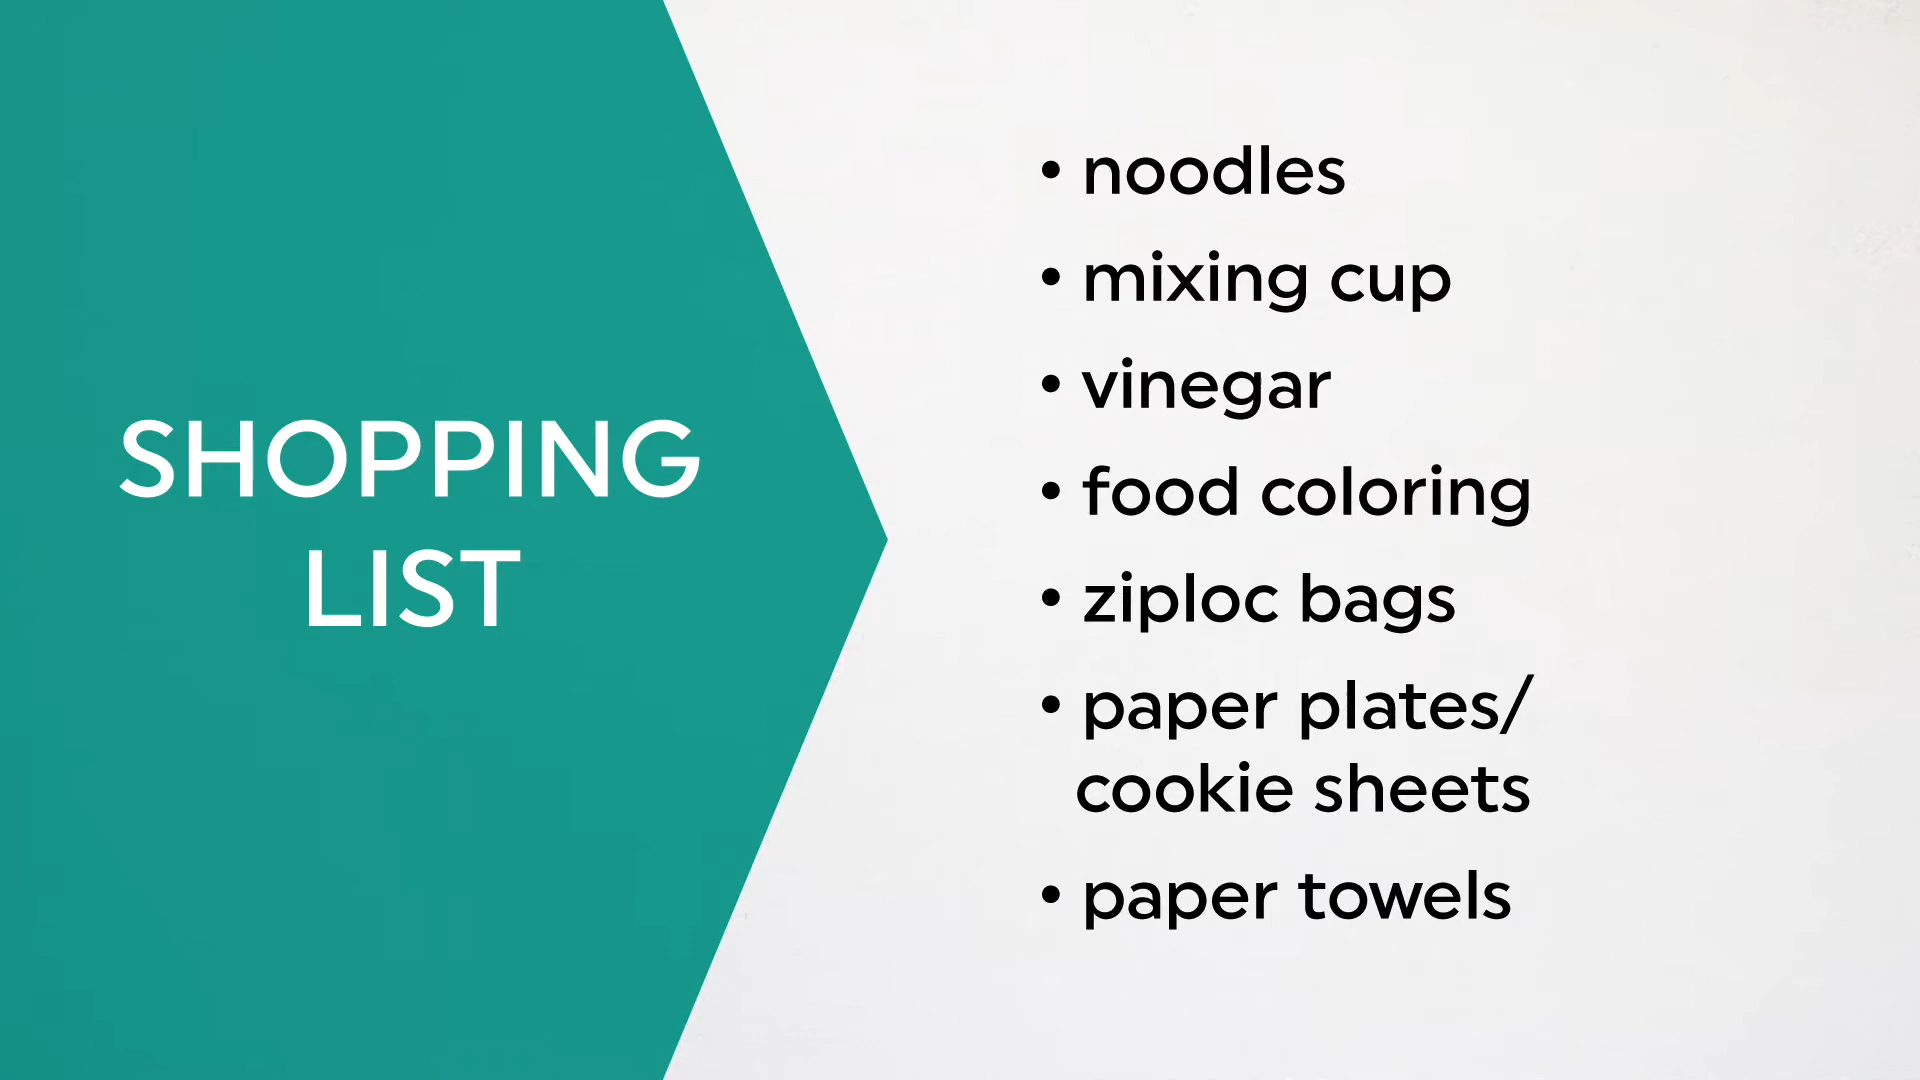 SHOPPING
LIST
• noodles
• mixing cup
• vinegar
• food coloring
• ziploc bags
• paper plates/
cookie sheets
• paper towels